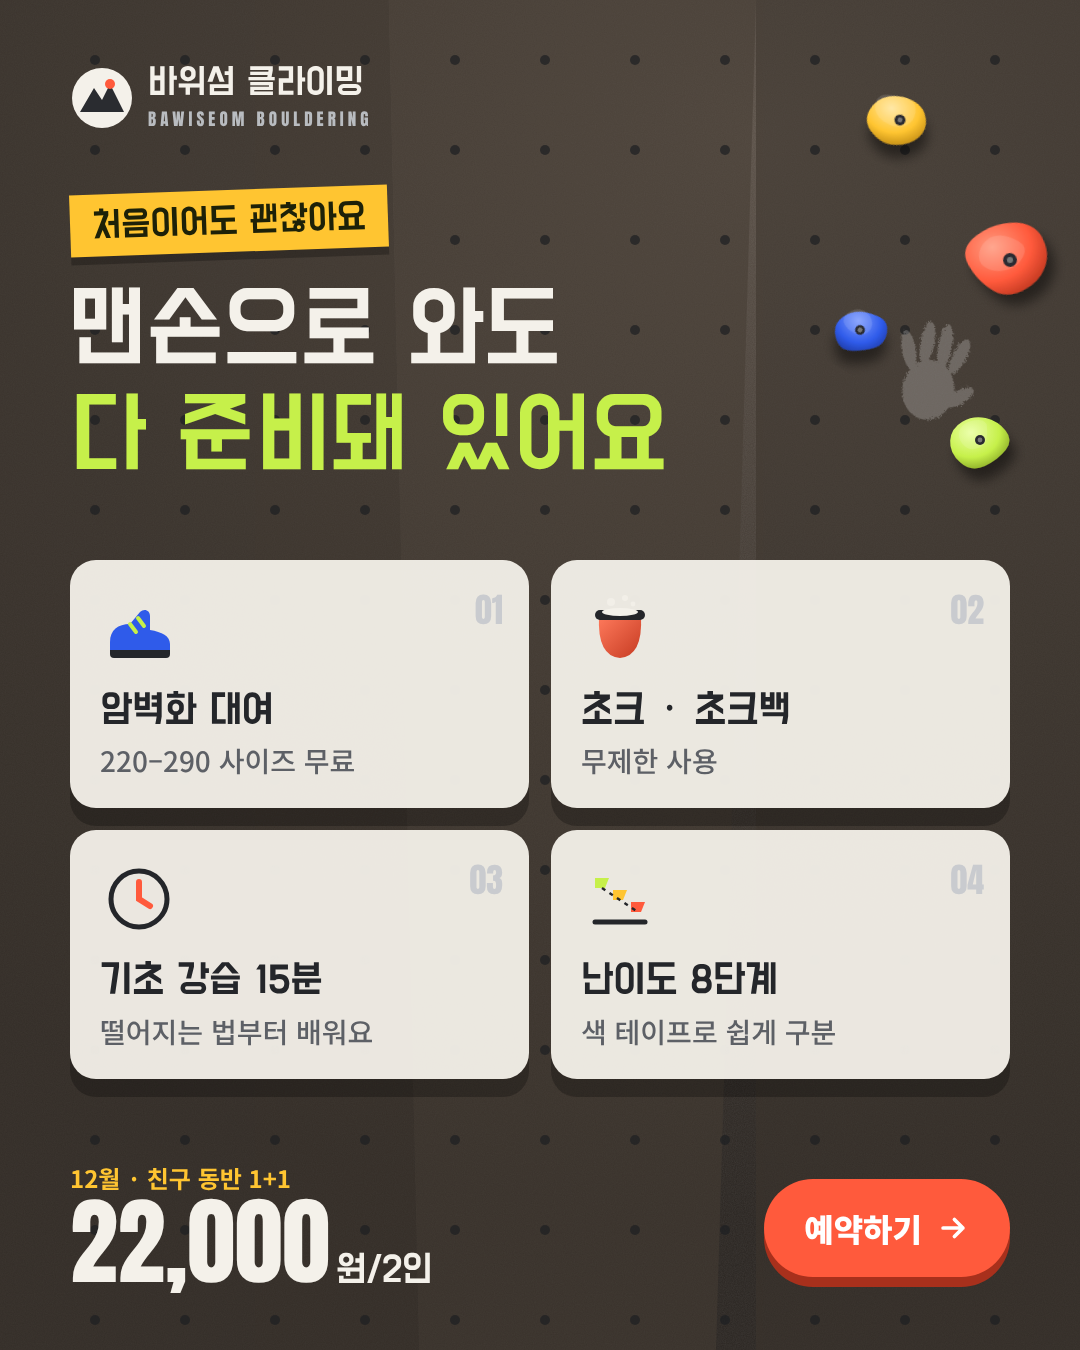 바위섬 클라이밍
BAWISEOM BOULDERING
처음이어도 괜찮아요
맨손으로 와도
다 준비돼 있어요
01
암벽화 대여
220–290 사이즈 무료
02
초크 · 초크백
무제한 사용
03
기초 강습 15분
떨어지는 법부터 배워요
04
난이도 8단계
색 테이프로 쉽게 구분
12월 · 친구 동반 1+1
22,000 원/2인
예약하기 →